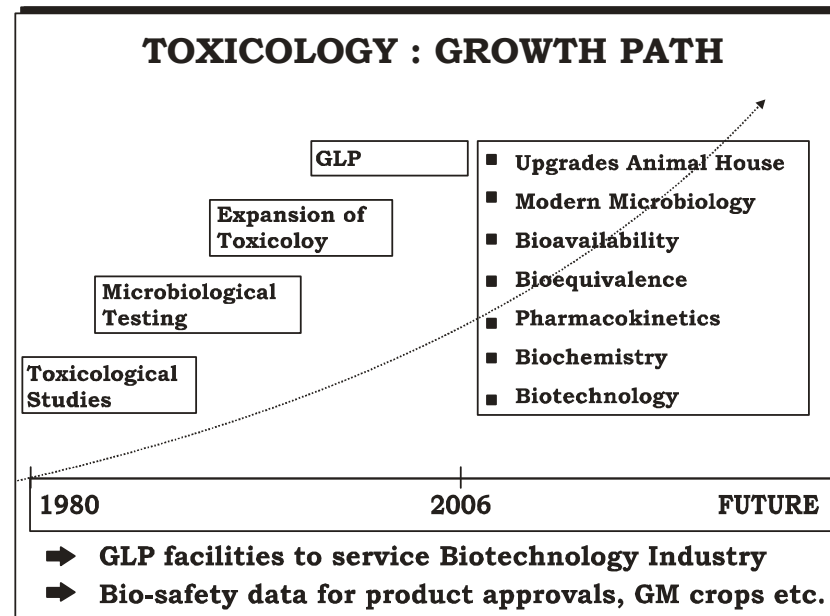 TOXICOLOGY : GROWTH PATH
GLP
Expansion of
Toxicoloy
Microbiological
Testing
Toxicological
Studies
Upgrades Animal House
Modern Microbiology
Bioavailability
Bioequivalence
Pharmacokinetics
Biochemistry
Biotechnology
1980 2006 FUTURE
GLP facilities to service Biotechnology Industry
Bio-safety data for product approvals, GM crops etc.